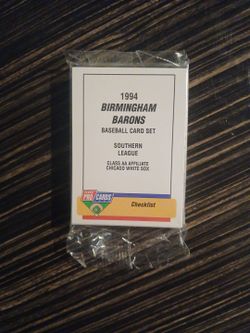 1994
BIRMINGHAM
BARONS
BASEBALL CARD SET
SOUTHERN
LEAGUE
CLASS AA AFFILIATE
CHICAGO WHITE SOX
PRO CARDS
Checklist